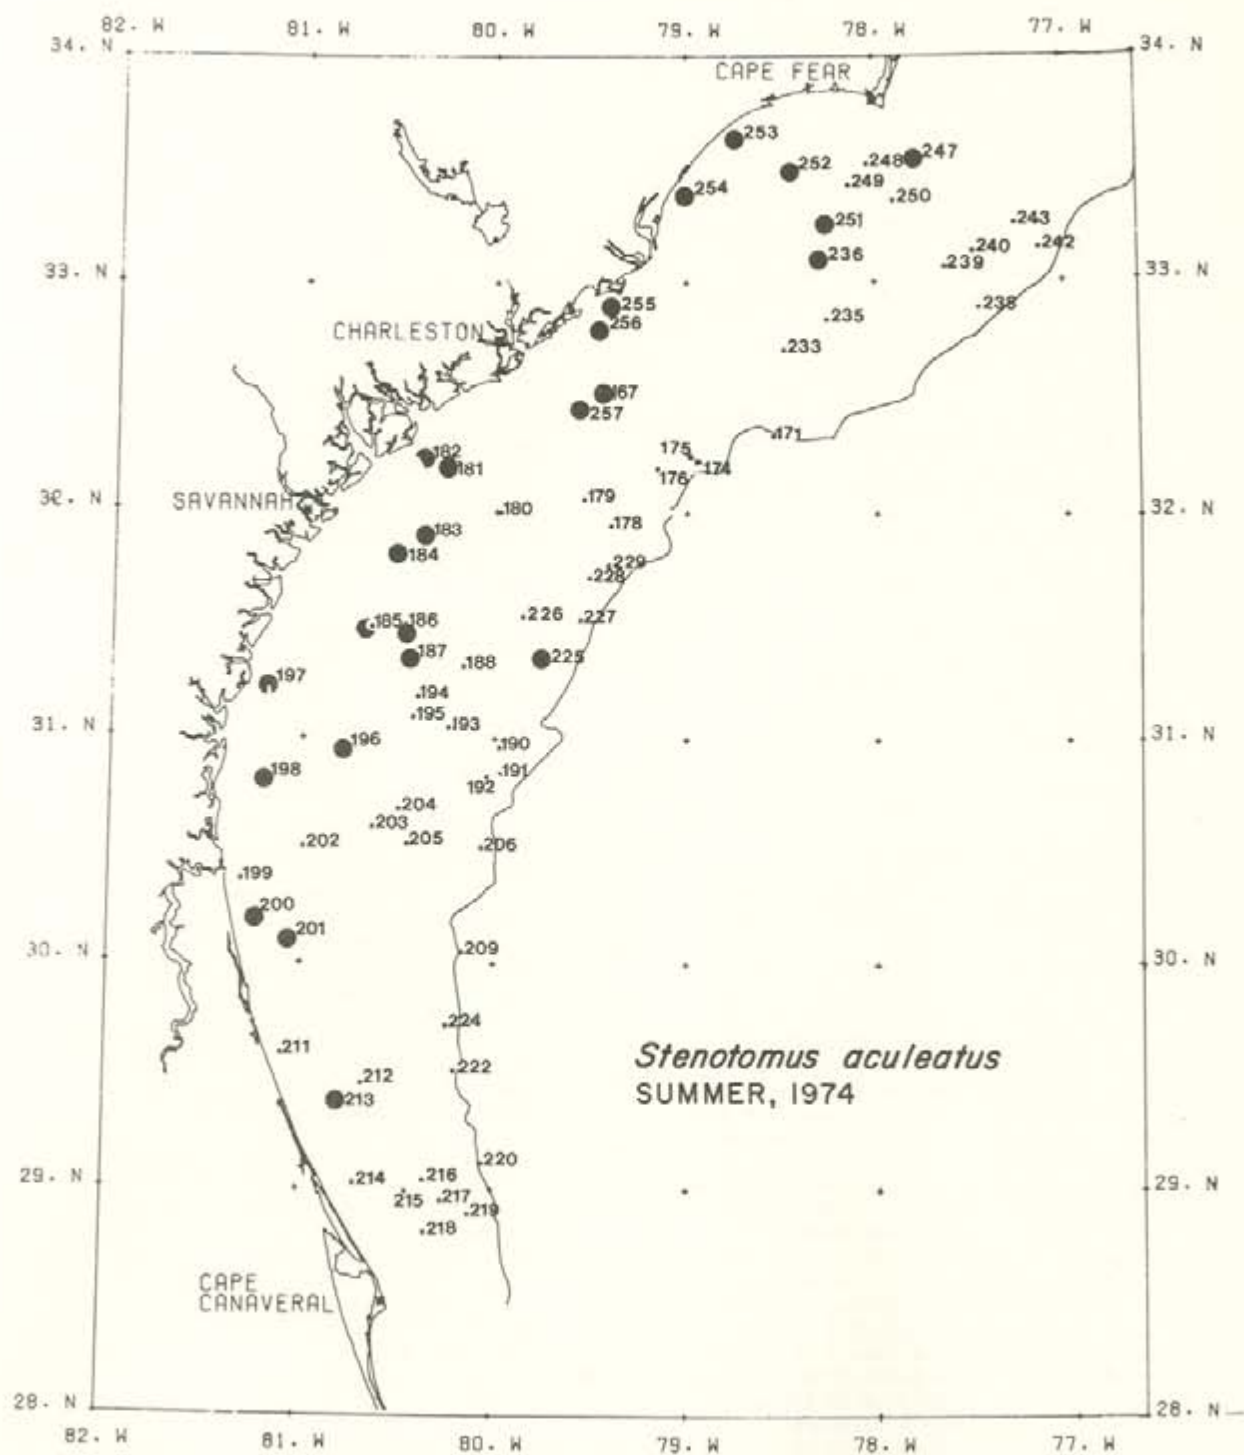 82. W 81. W 80. W 79. W 78. W 77. W
34. N 34. N
CAPE FEAR
253
247
252 248
249
254 250
251 243
240 242
236 239
33. N 33. N
255 238
CHARLESTON 256 235
233
167
257
171
182 175
181 174
176
32. N SAVANNAH 179 32. N
180
178
183
184
229
228
185 186 226 227
187 188 225
197
194
195 193
31. N 31. N
196 190
198 191
192
204
203
202 205 206
199
200
201
30. N 209 30. N
224
211
Stenotomus aculeatus
212 222
213 SUMMER, 1974
220
29. N 214 216 29. N
215 217
219
218
CAPE
CANAVERAL
28. N 28. N
82. W 81. W 80. W 79. W 78. W 77. W